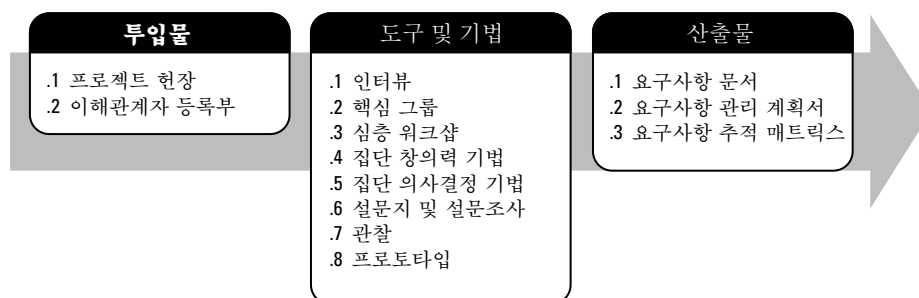 투입물
.1 프로젝트 헌장
.2 이해관계자 등록부
도구 및 기법
.1 인터뷰
.2 핵심 그룹
.3 심층 워크샵
.4 집단 창의력 기법
.5 집단 의사결정 기법
.6 설문지 및 설문조사
.7 관찰
.8 프로토타입
산출물
.1 요구사항 문서
.2 요구사항 관리 계획서
.3 요구사항 추적 매트릭스